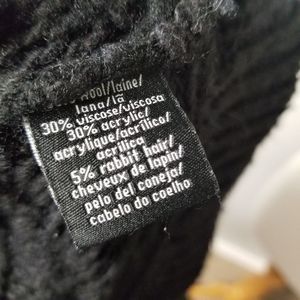 wool/laine/
lana/lã
30% viscose/viscosa
30% acrylic/
acrylique/acrílico/
acrílica
5% rabbit hair/
cheveux de lapin/
pelo del conejo/
cabelo do coelho